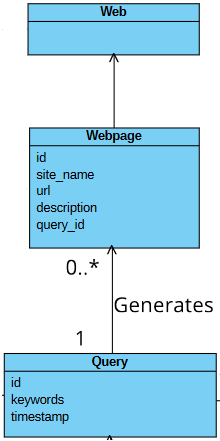 Web
Webpage
id
site_name
url
description
query_id
0..*
Generates
1
Query
id
keywords
timestamp